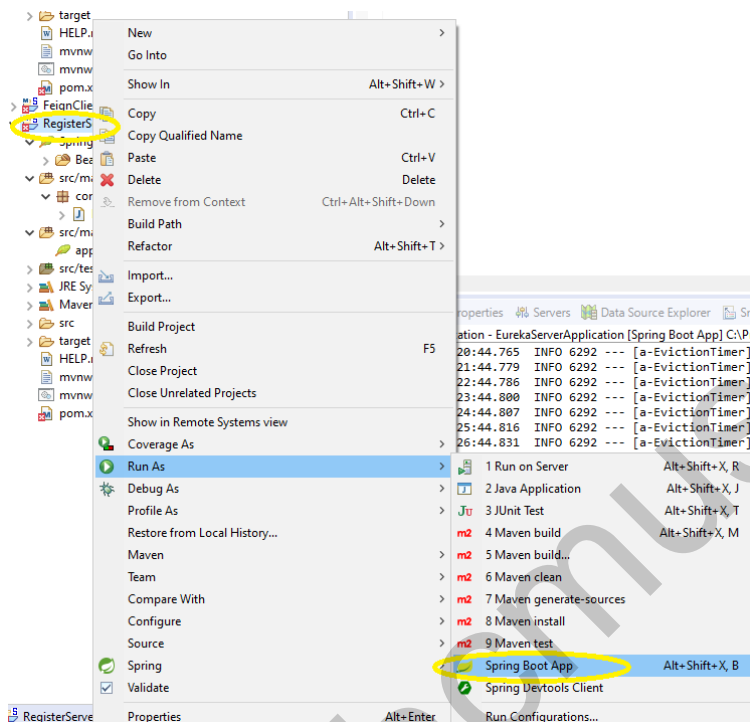 target
HELP.
mvnw
mvnw
pom.x
FeignClie
RegisterS
Spring
Bea
src/ma
cor
src/ma
app
src/tes
JRE Sy
Maver
src
target
HELP.
mvnw
mvnw
pom.x
RegisterServe
New
Go Into
Show In Alt+Shift+W
Copy Ctrl+C
Copy Qualified Name
Paste Ctrl+V
Delete Delete
Remove from Context Ctrl+Alt+Shift+Down
Build Path
Refactor Alt+Shift+T
Import...
Export...
Build Project
Refresh F5
Close Project
Close Unrelated Projects
Show in Remote Systems view
Coverage As
Run As
Debug As
Profile As
Restore from Local History...
Maven
Team
Compare With
Configure
Source
Spring
Validate
Properties Alt+Enter
roperties Servers Data Source Explorer Sn
ation - EurekaServerApplication [Spring Boot App] C:\P
20:44.765 INFO 6292 --- [a-EvictionTimer]
21:44.779 INFO 6292 --- [a-EvictionTimer]
22:44.786 INFO 6292 --- [a-EvictionTimer]
23:44.800 INFO 6292 --- [a-EvictionTimer]
24:44.807 INFO 6292 --- [a-EvictionTimer]
25:44.816 INFO 6292 --- [a-EvictionTimer]
26:44.831 INFO 6292 --- [a-EvictionTimer]
1 Run on Server Alt+Shift+X, R
2 Java Application Alt+Shift+X, J
3 JUnit Test Alt+Shift+X, T
4 Maven build Alt+Shift+X, M
5 Maven build...
6 Maven clean
7 Maven generate-sources
8 Maven install
9 Maven test
Spring Boot App Alt+Shift+X, B
Spring Devtools Client
Run Configurations...